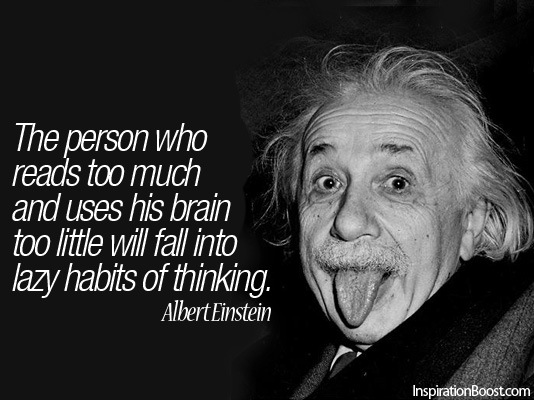 The person who
reads too much
and uses his brain
too little will fall into
lazy habits of thinking.
Albert Einstein
InspirationBoost.com